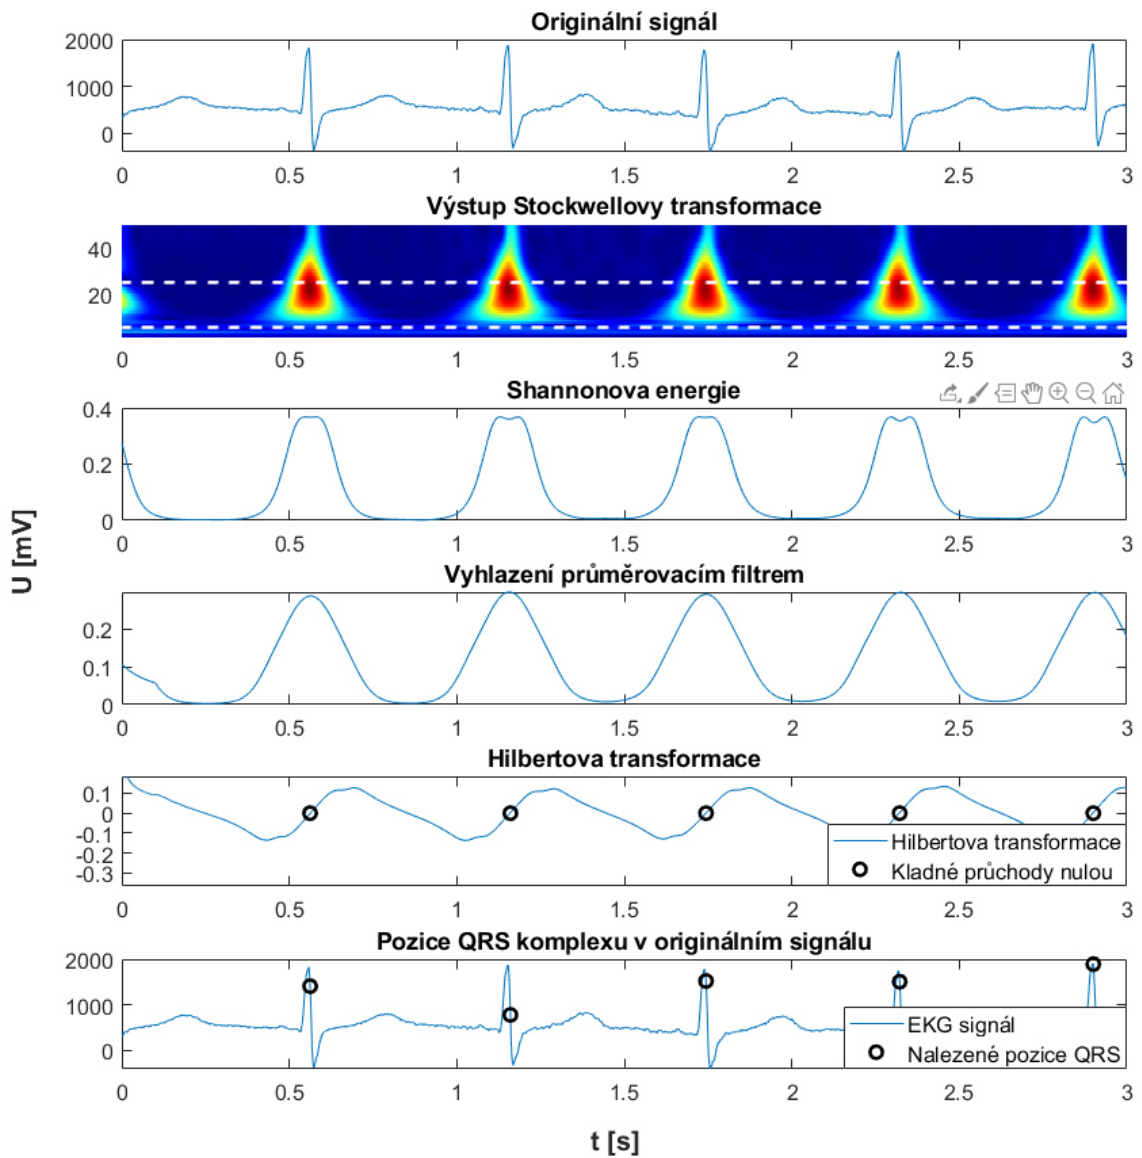 Originální signál
2000
1000
0
0 0.5 1 1.5 2 2.5 3
Výstup Stockwellovy transformace
40
20
0 0.5 1 1.5 2 2.5 3
Shannonova energie
0.4
0.2
0
0 0.5 1 1.5 2 2.5 3
U [mV]
Vyhlazení průměrovacím filtrem
0.2
0.1
0
0 0.5 1 1.5 2 2.5 3
Hilbertova transformace
0.1
0
-0.1
-0.2
-0.3
Hilbertova transformace
Kladné průchody nulou
0 0.5 1 1.5 2 2.5 3
Pozice QRS komplexu v originálním signálu
2000
1000
0
EKG signál
Nalezené pozice QRS
0 0.5 1 1.5 2 2.5 3
t [s]